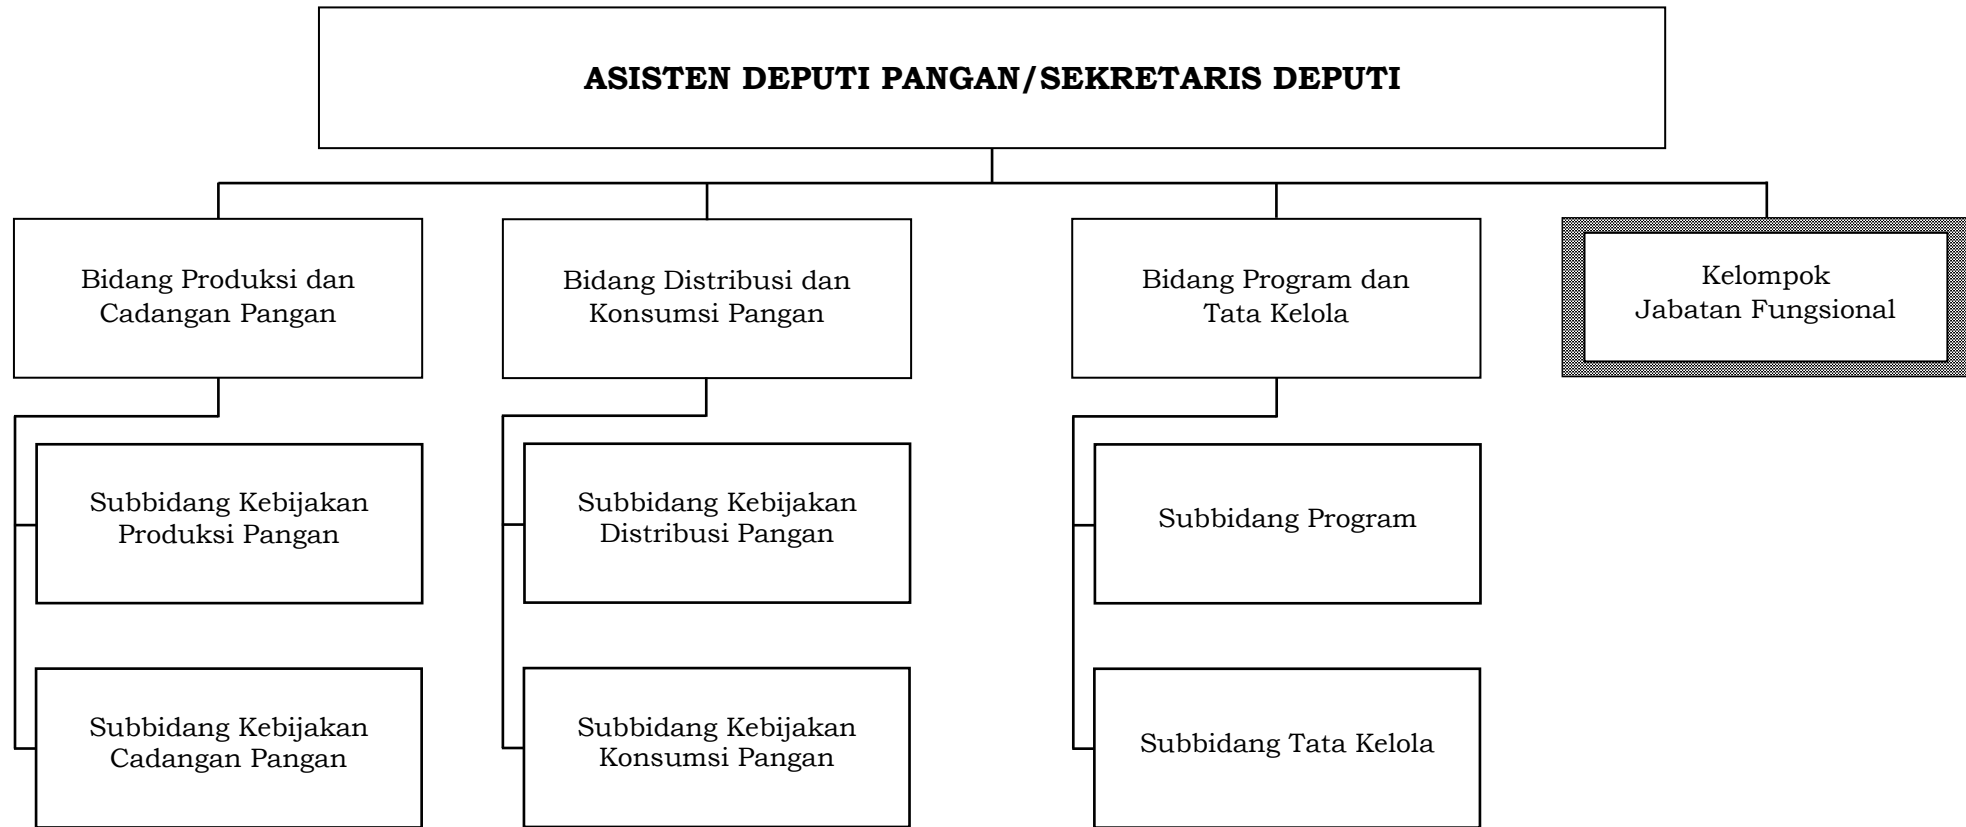 ASISTEN DEPUTI PANGAN/SEKRETARIS DEPUTI
Bidang Produksi dan
Cadangan Pangan
Bidang Distribusi dan
Konsumsi Pangan
Bidang Program dan
Tata Kelola
Kelompok
Jabatan Fungsional
Subbidang Kebijakan
Produksi Pangan
Subbidang Kebijakan
Distribusi Pangan
Subbidang Program
Subbidang Kebijakan
Cadangan Pangan
Subbidang Kebijakan
Konsumsi Pangan
Subbidang Tata Kelola